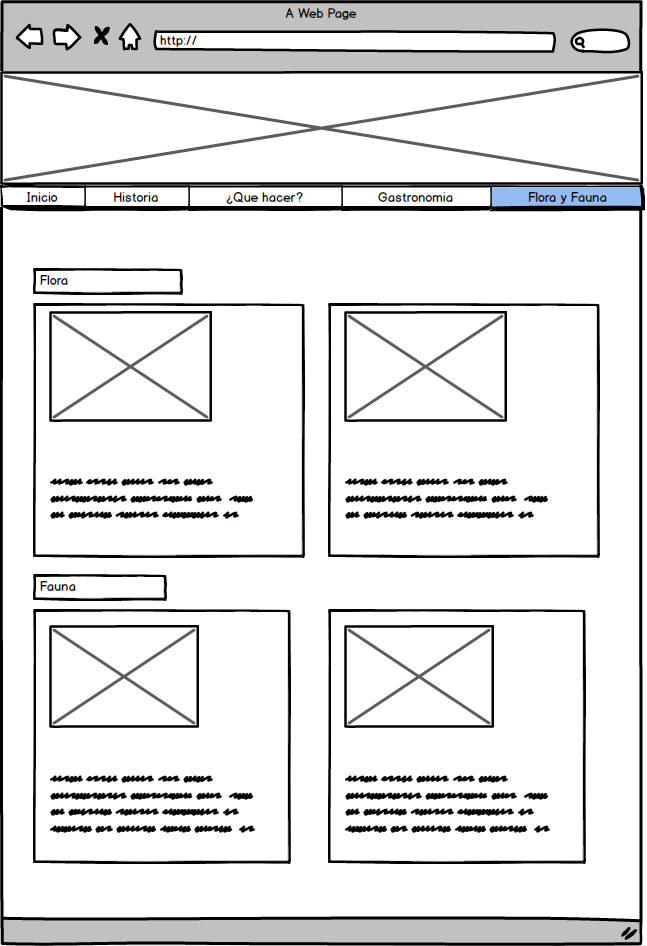 A Web Page
http://
Inicio
Historia
¿Que hacer?
Gastronomia
Flora y Fauna
Flora
Fauna